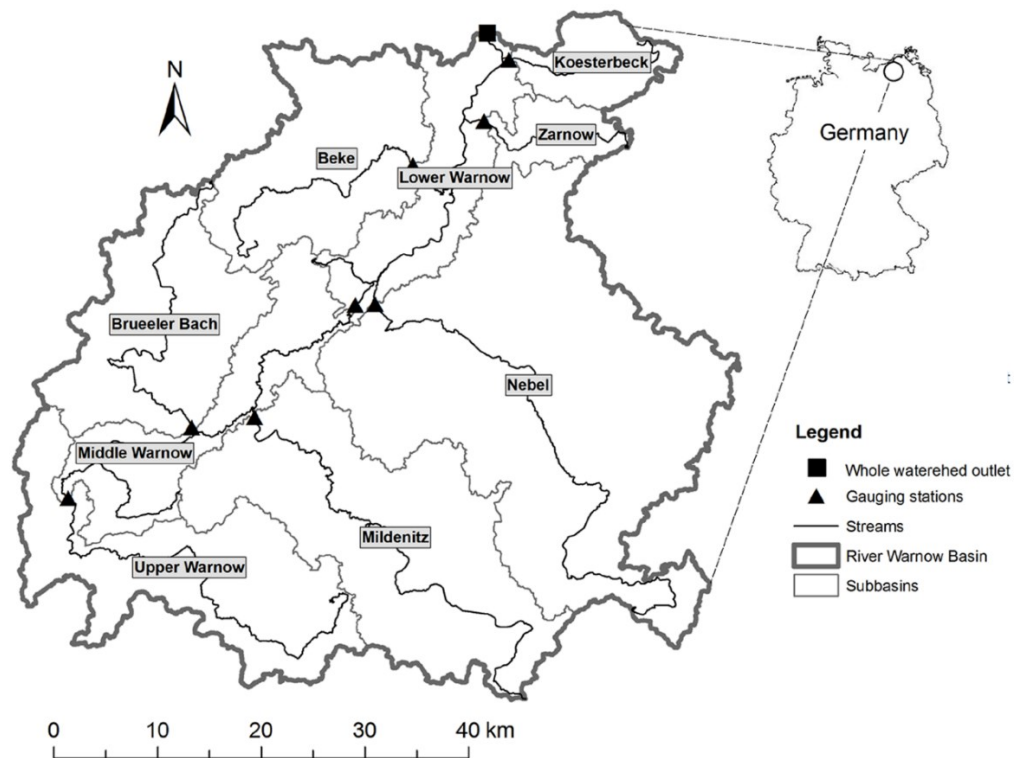 N
Koesterbeck
Zarnow
Beke
Lower Warnow
Germany
Brueeler Bach
Nebel
Middle Warnow
Mildenitz
Upper Warnow
Legend
Whole waterehed outlet
Gauging stations
Streams
River Warnow Basin
Subbasins
0 10 20 30 40 km